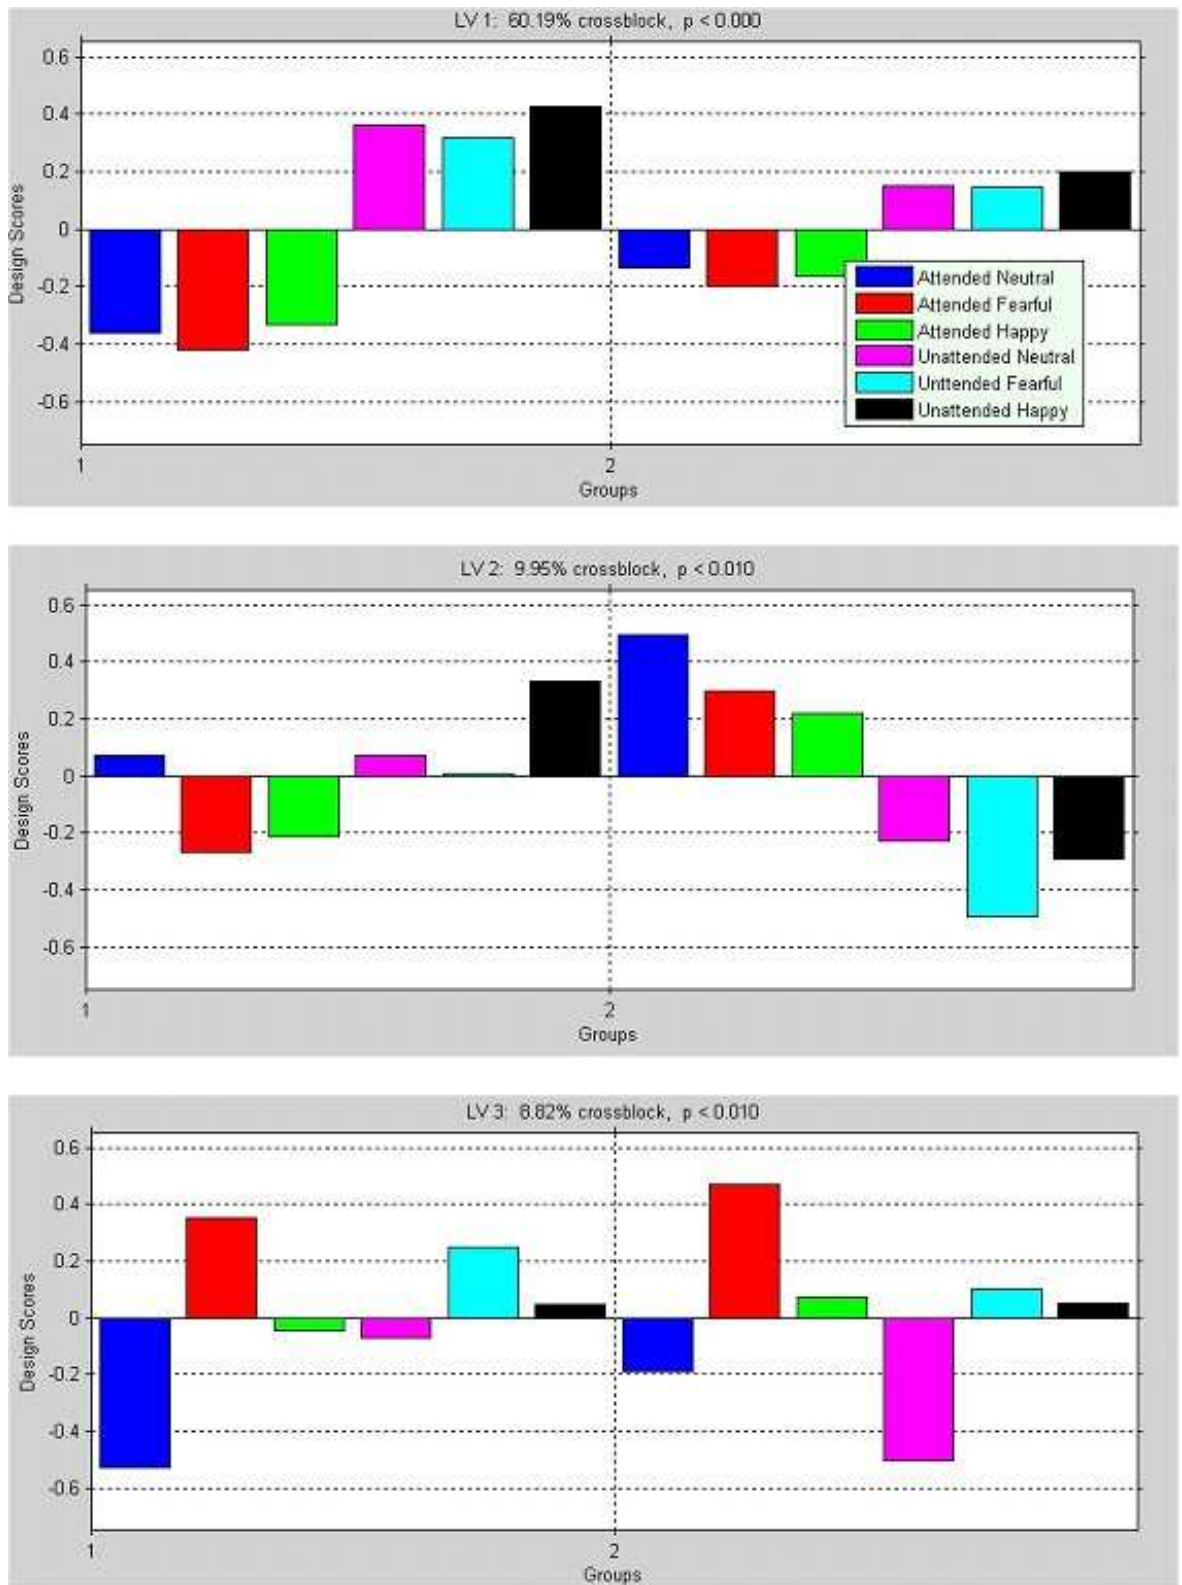 LV 1: 60.19% crossblock, p < 0.000
0.6
0.4
0.2
0
-0.2
-0.4
-0.6
Design Scores
Attended Neutral
Attended Fearful
Attended Happy
Unattended Neutral
Unttended Fearful
Unattended Happy
1 2
Groups
LV 2: 9.95% crossblock, p < 0.010
0.6
0.4
0.2
0
-0.2
-0.4
-0.6
Design Scores
1 2
Groups
LV 3: 8.82% crossblock, p < 0.010
0.6
0.4
0.2
0
-0.2
-0.4
-0.6
Design Scores
1 2
Groups